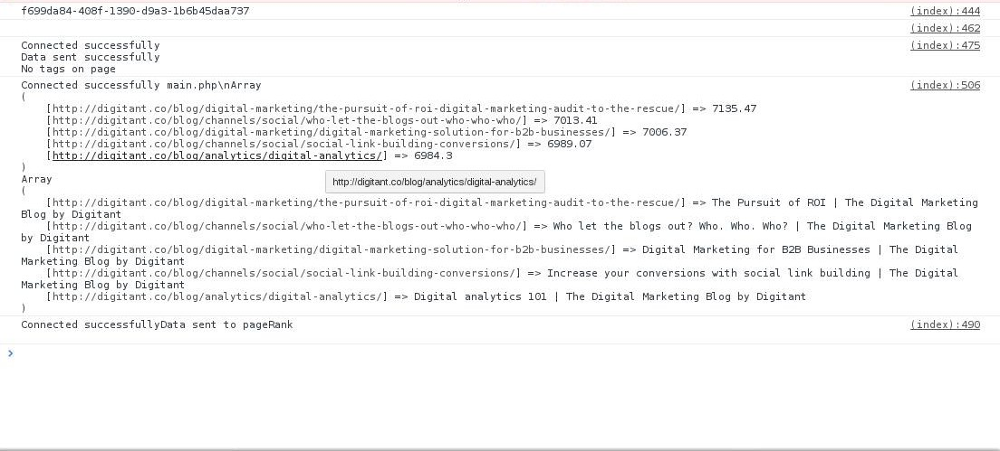 f699da84-408f-1390-d9a3-1b6b45daa737 (index):444
(index):462
Connected successfully (index):475
Data sent successfully
No tags on page
Connected successfully main.php\nArray (index):506
(
[http://digitant.co/blog/digital-marketing/the-pursuit-of-roi-digital-marketing-audit-to-the-rescue/] => 7135.47
[http://digitant.co/blog/channels/social/who-let-the-blogs-out-who-who-who/] => 7013.41
[http://digitant.co/blog/digital-marketing/digital-marketing-solution-for-b2b-businesses/] => 7006.37
[http://digitant.co/blog/channels/social/social-link-building-conversions/] => 6989.07
[http://digitant.co/blog/analytics/digital-analytics/] => 6984.3
)
Array
http://digitant.co/blog/analytics/digital-analytics/
(
[http://digitant.co/blog/digital-marketing/the-pursuit-of-roi-digital-marketing-audit-to-the-rescue/] => The Pursuit of ROI | The Digital Marketing
Blog by Digitant
[http://digitant.co/blog/channels/social/who-let-the-blogs-out-who-who-who/] => Who let the blogs out? Who. Who. Who? | The Digital Marketing Blog
by Digitant
[http://digitant.co/blog/digital-marketing/digital-marketing-solution-for-b2b-businesses/] => Digital Marketing for B2B Businesses | The Digital
Marketing Blog by Digitant
[http://digitant.co/blog/channels/social/social-link-building-conversions/] => Increase your conversions with social link building | The Digital
Marketing Blog by Digitant
[http://digitant.co/blog/analytics/digital-analytics/] => Digital analytics 101 | The Digital Marketing Blog by Digitant
)
Connected successfullyData sent to pageRank (index):490
>